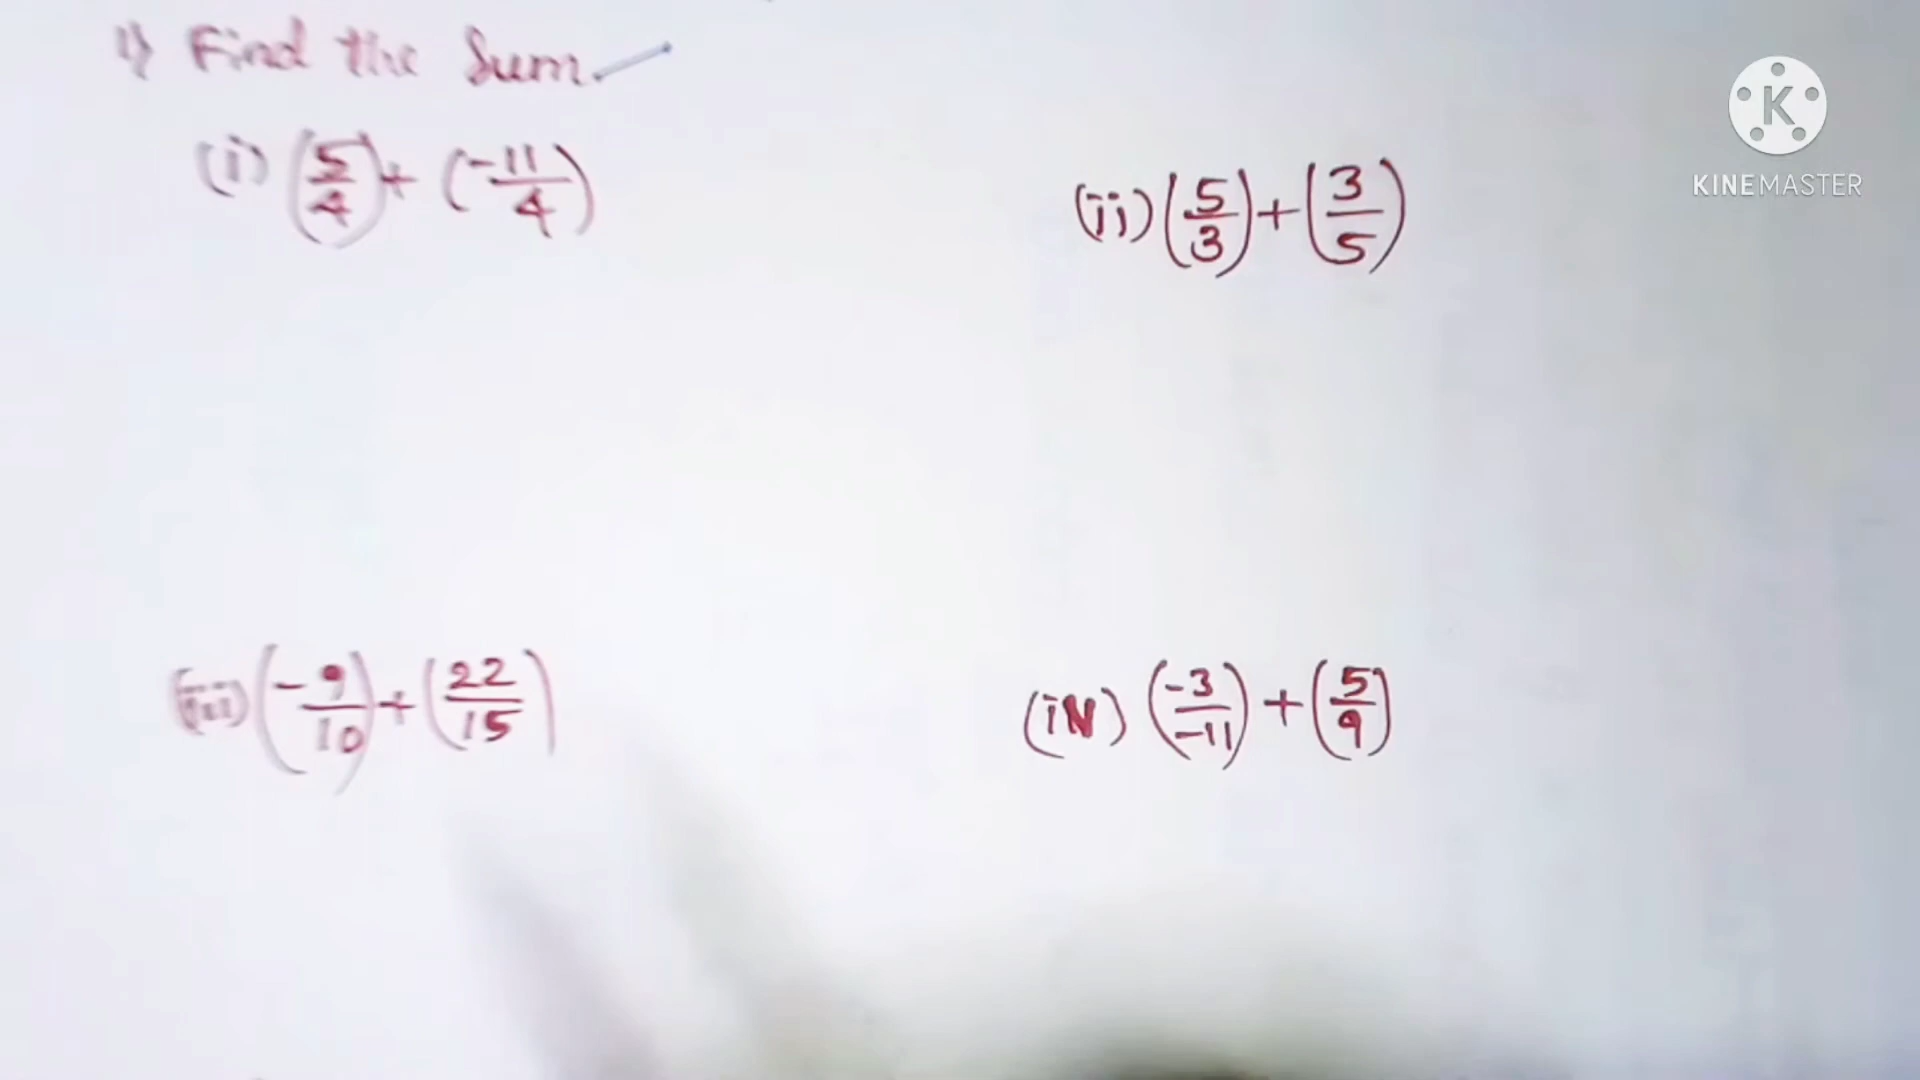 1) Find the Sum.
(i) (5/4) + (-11/4)
(ii) (5/3) + (3/5)
(iii) (-9/10) + (22/15)
(iv) (-3/-11) + (5/9)
K
KINEMASTER